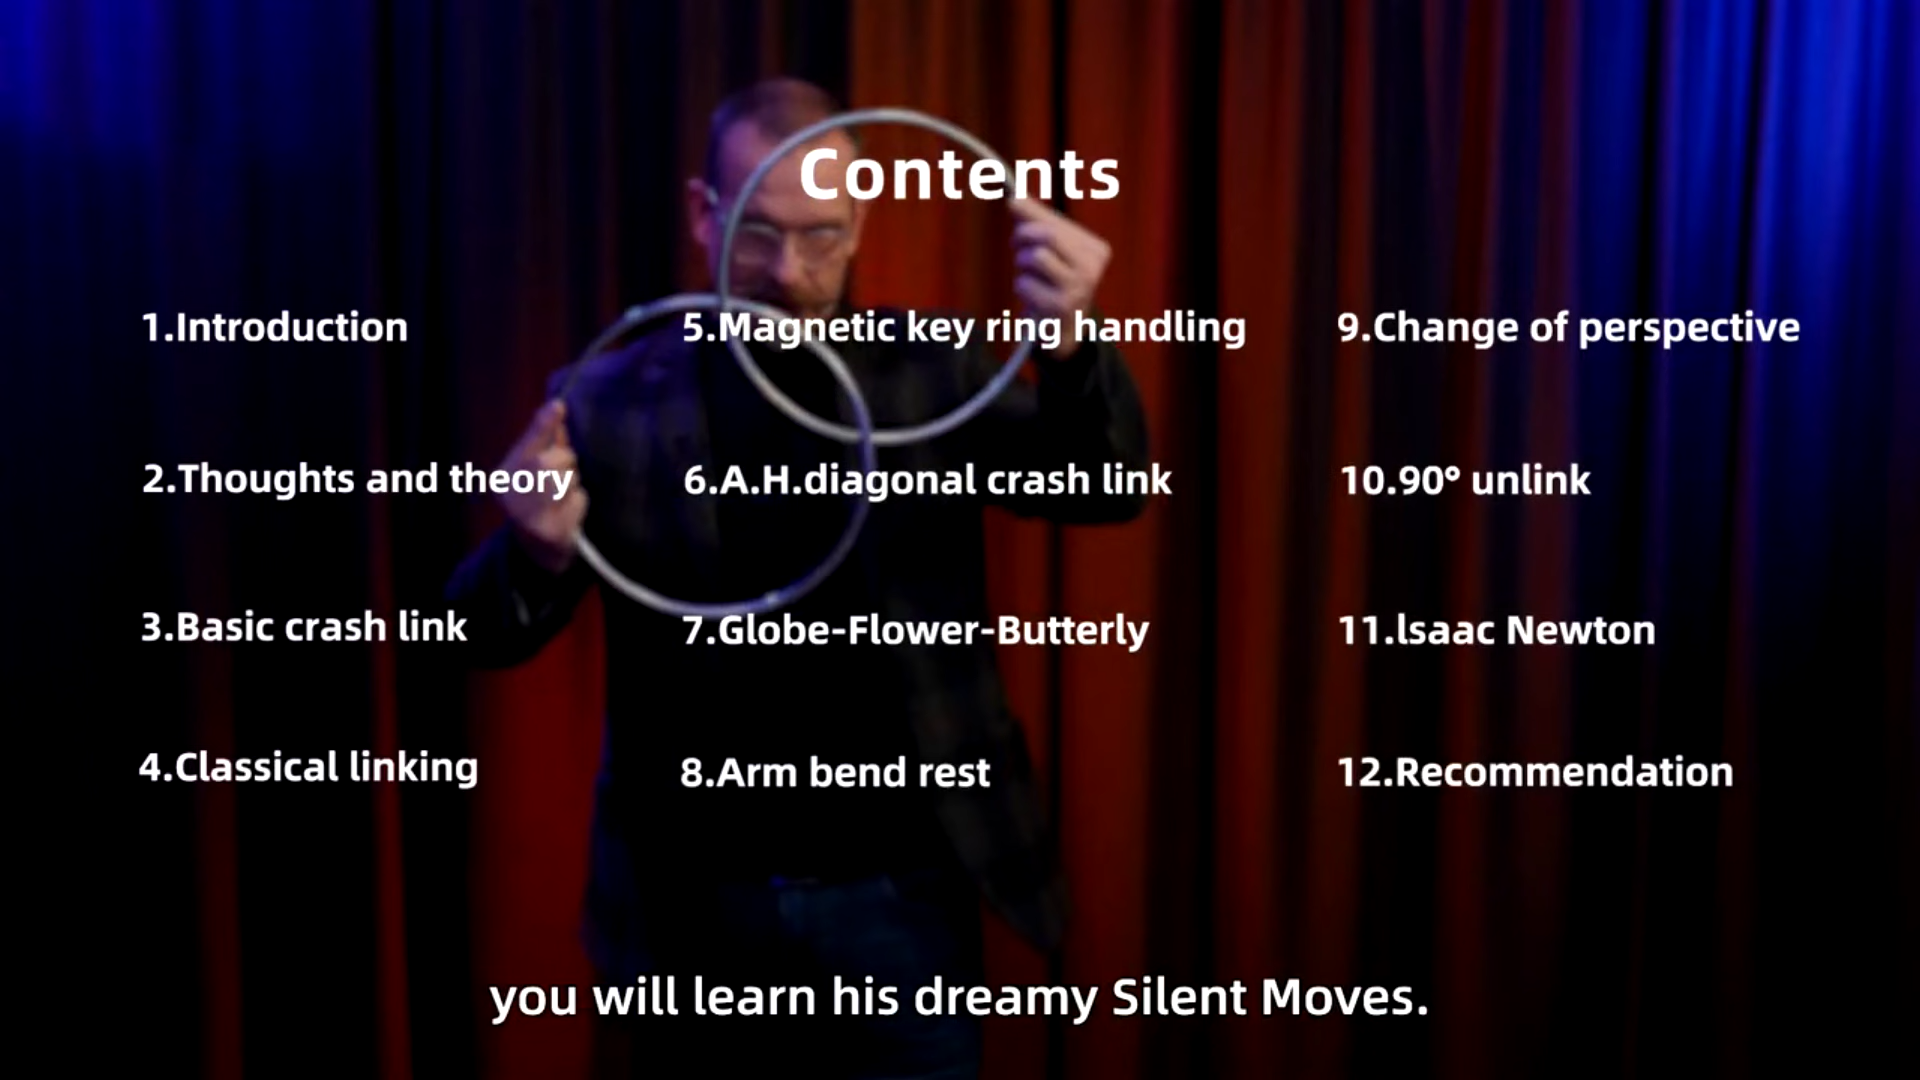 Contents
1.Introduction
2.Thoughts and theory
3.Basic crash link
4.Classical linking
5.Magnetic key ring handling
6.A.H.diagonal crash link
7.Globe-Flower-Butterly
8.Arm bend rest
9.Change of perspective
10.90° unlink
11.lsaac Newton
12.Recommendation
you will learn his dreamy Silent Moves.